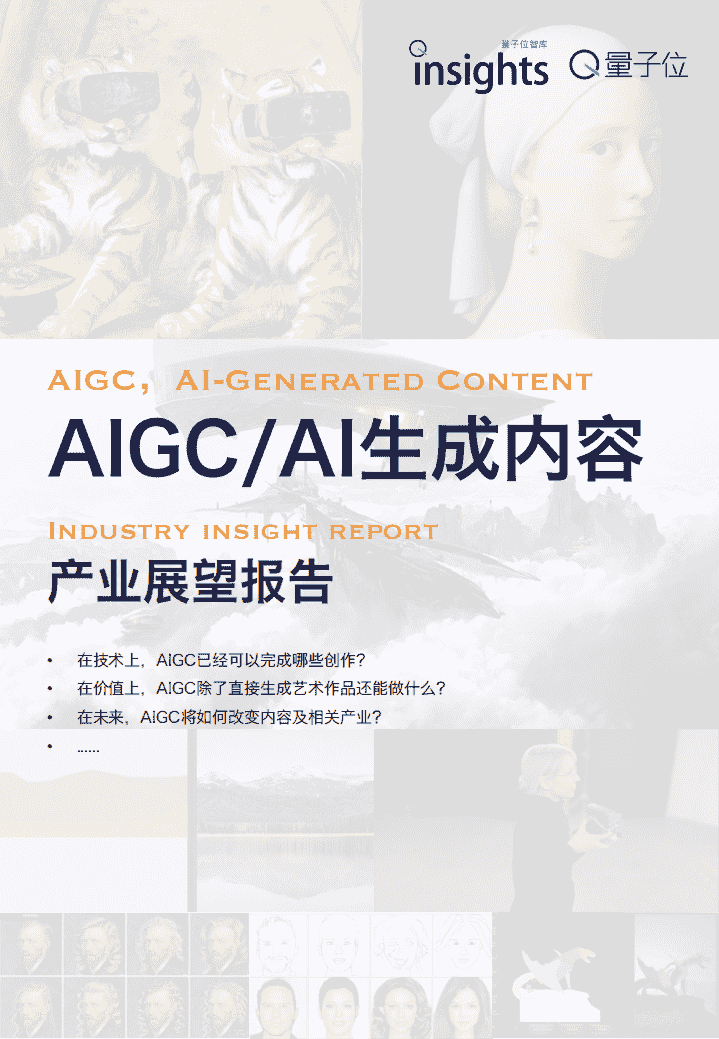 量子位智库
insights
量子位
AIGC，AI-GENERATED CONTENT
AIGC/AI生成内容
INDUSTRY INSIGHT REPORT
产业展望报告
• 在技术上，AIGC已经可以完成哪些创作？
• 在价值上，AIGC除了直接生成艺术作品还能做什么？
• 在未来，AIGC将如何改变内容及相关产业？
• ......